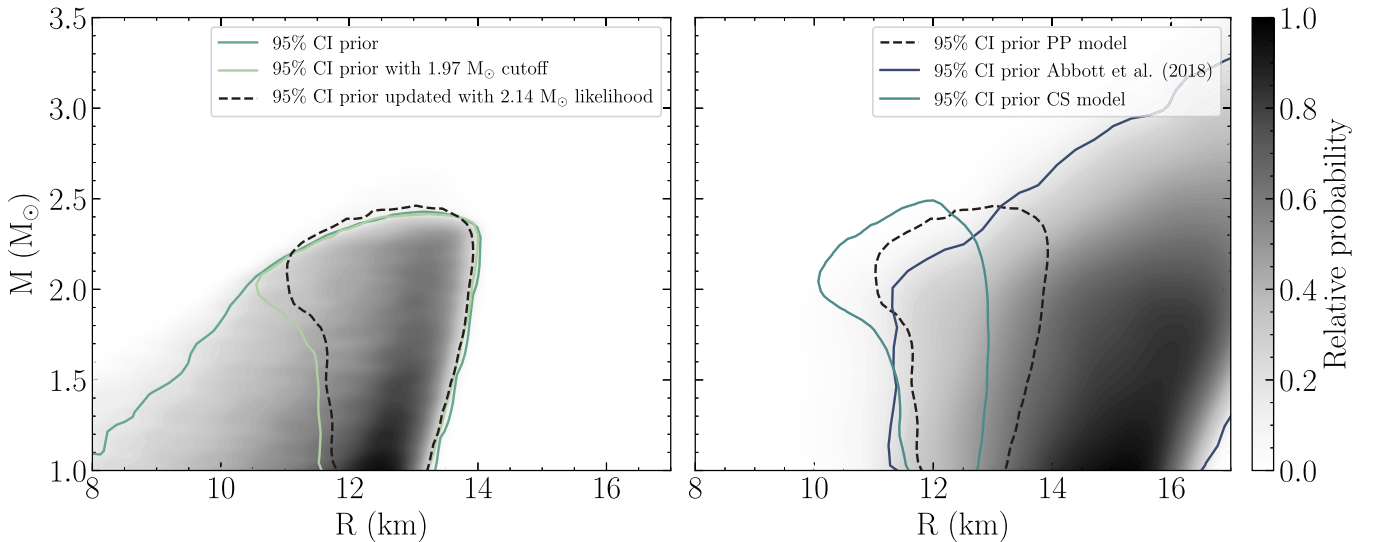 3.5
3.0
2.5
2.0
1.5
1.0
M (M⊙)
8
10
12
14
16
R (km)
95% CI prior
95% CI prior with 1.97 M⊙ cutoff
95% CI prior updated with 2.14 M⊙ likelihood
8
10
12
14
16
R (km)
95% CI prior PP model
95% CI prior Abbott et al. (2018)
95% CI prior CS model
1.0
0.8
0.6
0.4
0.2
0.0
Relative probability